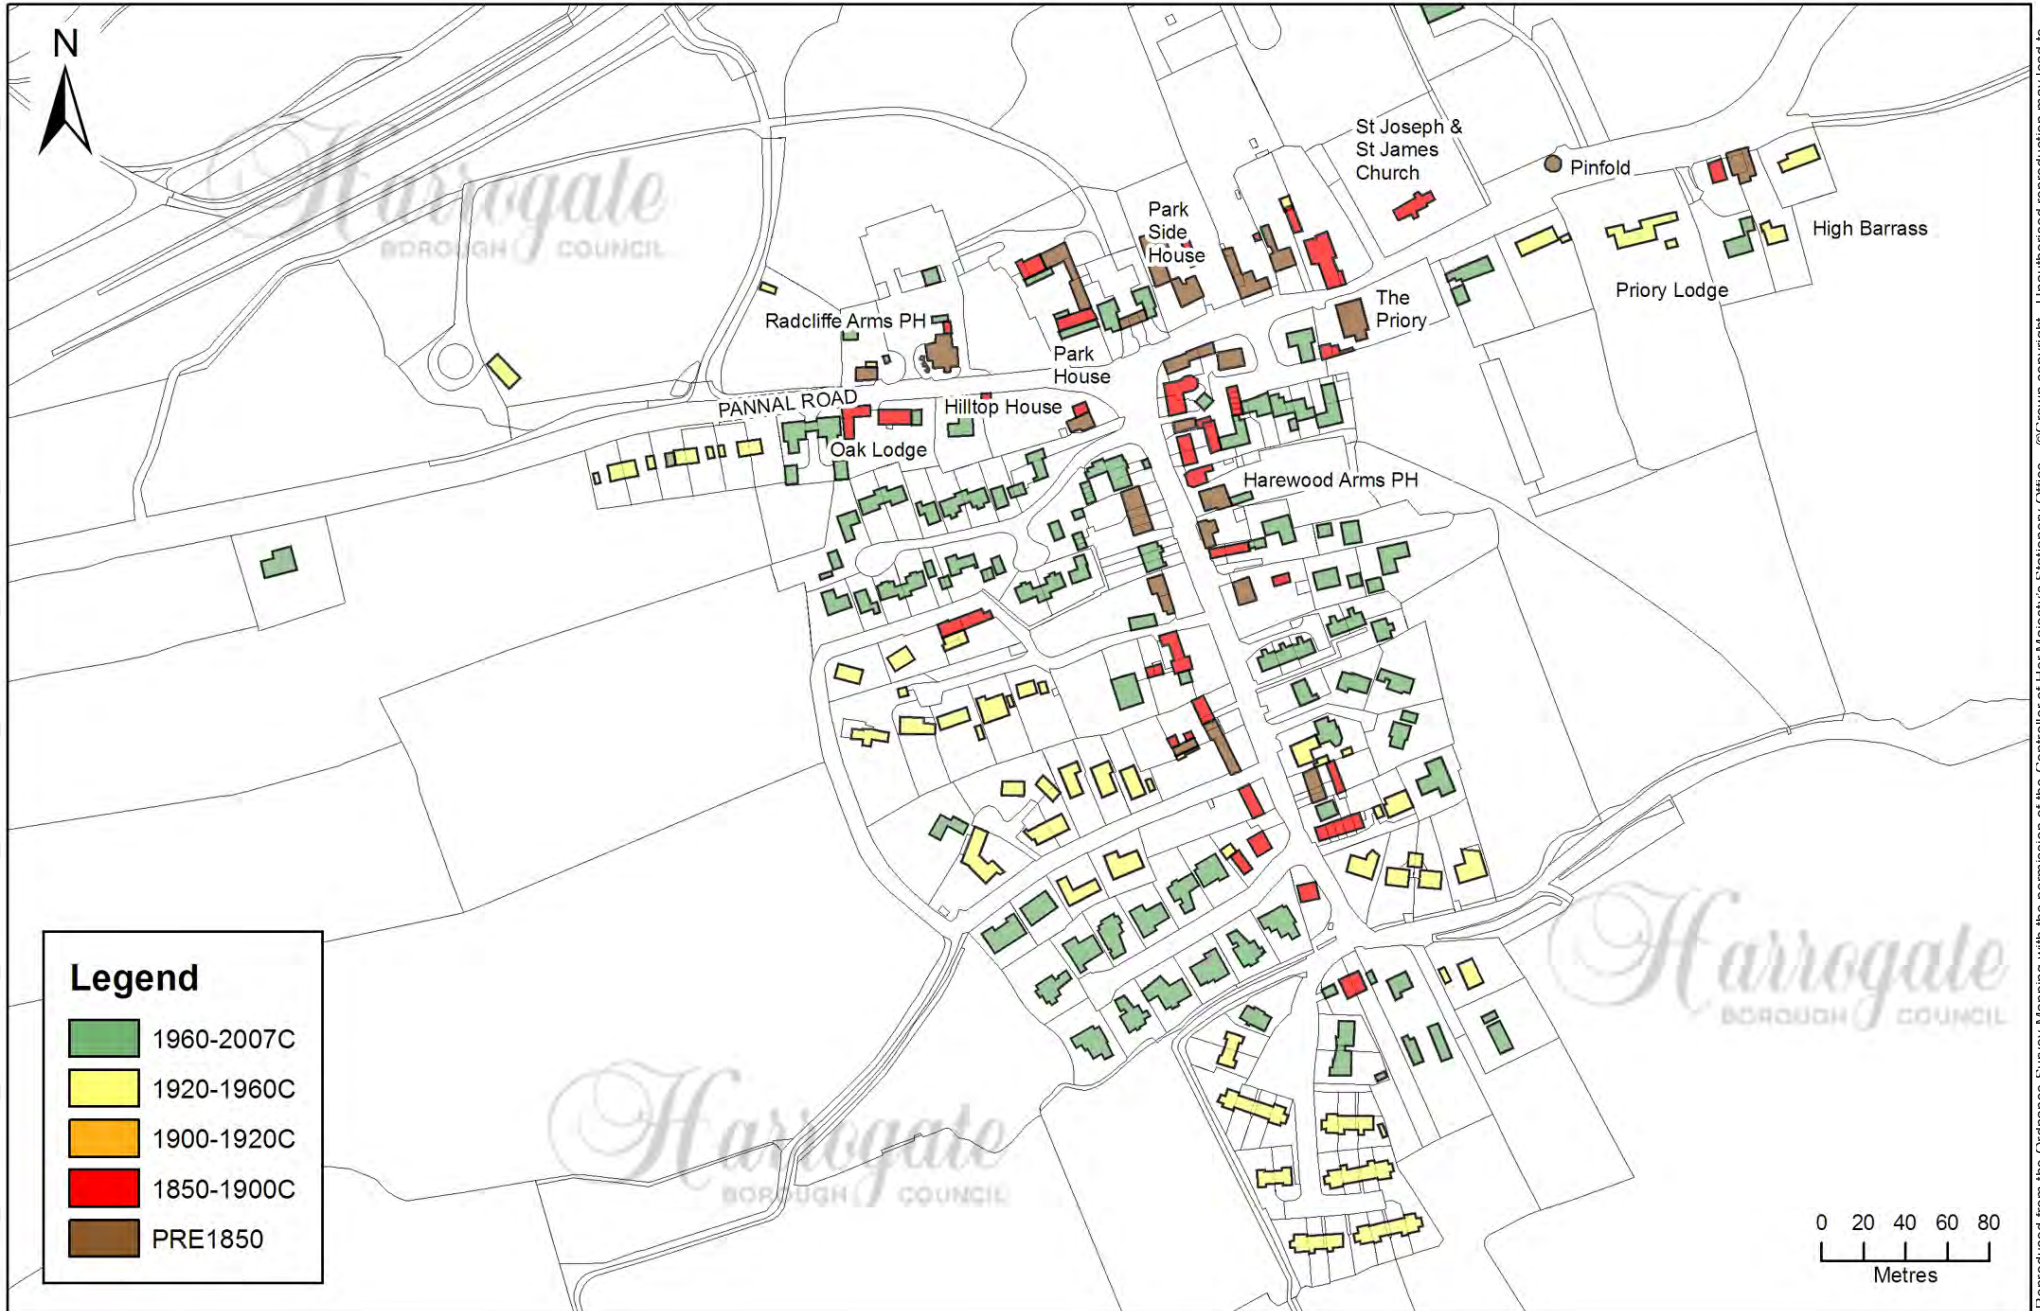 N
Harrogate
BOROUGH COUNCIL
St Joseph &
St James
Church
Pinfold
Park
Side
House
High Barrass
Priory Lodge
The
Priory
Radcliffe Arms PH
Park
House
PANNAL ROAD
Hilltop House
Oak Lodge
Harewood Arms PH
Harrogate
BOROUGH COUNCIL
Harrogate
BOROUGH COUNCIL
Legend
1960-2007C
1920-1960C
1900-1920C
1850-1900C
PRE1850
0 20 40 60 80
Metres